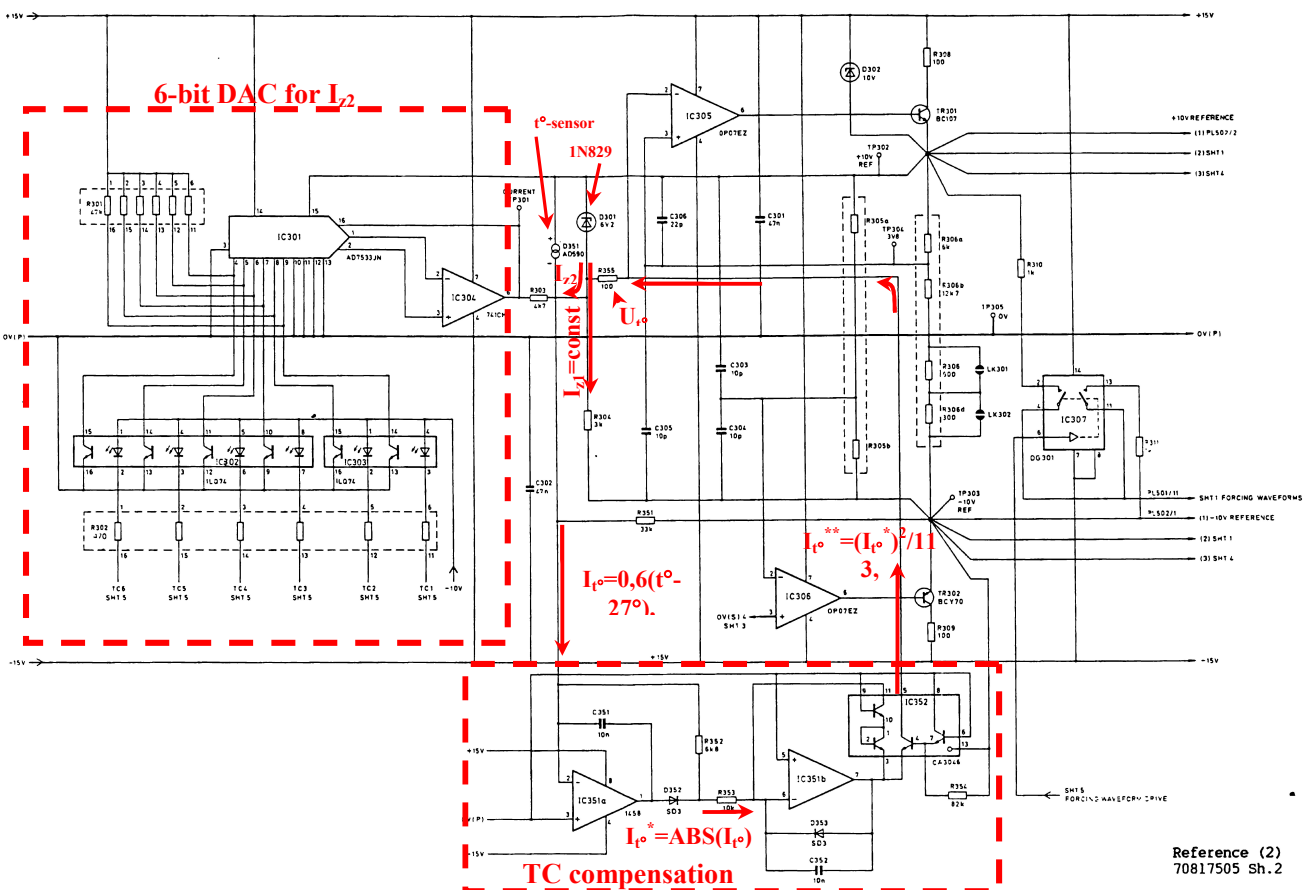 +15V
+15V
6-bit DAC for Iz2
t°-sensor
1N829
R308
100
D302
10V
TR301
BC107
+10V REFERENCE
(1)PL502/2
(2)SHT1
(3)SHT4
IC305
OP07EZ
TP302
+10V
REF
R301
47k
IC301
AD7533JN
CURRENT
P301
D301
6V2
D351
AD590
C306
22p
C301
47n
R305a
TP304
3V8
R306a
R306b
12k7
R310
1k
IC304
R303
4k7
Iz2
R355
100
Ut°
Iz1=const
TP305
0V
0V(P)
0V(P)
C303
10p
C304
10p
C305
10p
R304
3k
R305b
R306
LK301
R306d
300
LK302
IC307
DG301
IC302
ILQ74
IC303
ILQ74
C302
47n
R302
TC6
SHT5
TC5
SHT5
TC4
SHT5
TC3
SHT5
TC2
SHT5
TC1
SHT5
-10V
R351
33k
TP303
-10V
REF
PL501/11
SHT1 FORCING WAVEFORMS
PL502/1
(1)-10V REFERENCE
(2)SHT1
(3)SHT4
It°=0,6(t°-
27°).
It°**=(It°*)²/11
3,
IC306
OP07EZ
0V(S)4
SHT3
TR302
BCY70
R309
100
-15V
+15V
-15V
C351
10n
R352
6k8
IC352
CA3046
+15V
IC351a
1458
D352
SD3
R353
10k
IC351b
R354
82k
-15V
D353
SD3
C352
10n
It°*=ABS(It°)
TC compensation
SHT5
FORCING WAVEFORM DRIVE
Reference (2)
70817505 Sh.2